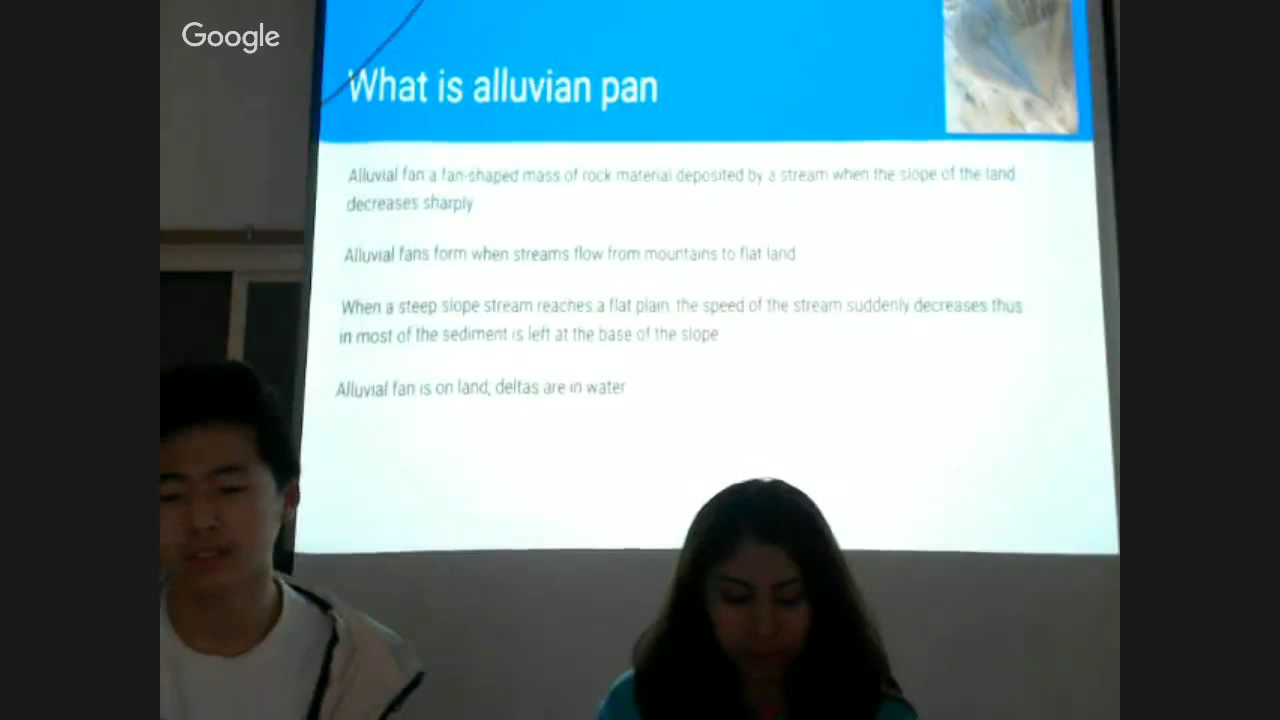 Google
What is alluvian pan
Alluvial fan a fan-shaped mass of rock material deposited by a stream when the slope of the land
decreases sharply
Alluvial fans form when streams flow from mountains to flat land
When a steep slope stream reaches a flat plain, the speed of the stream suddenly decreases thus
in most of the sediment is left at the base of the slope
Alluvial fan is on land, deltas are in water